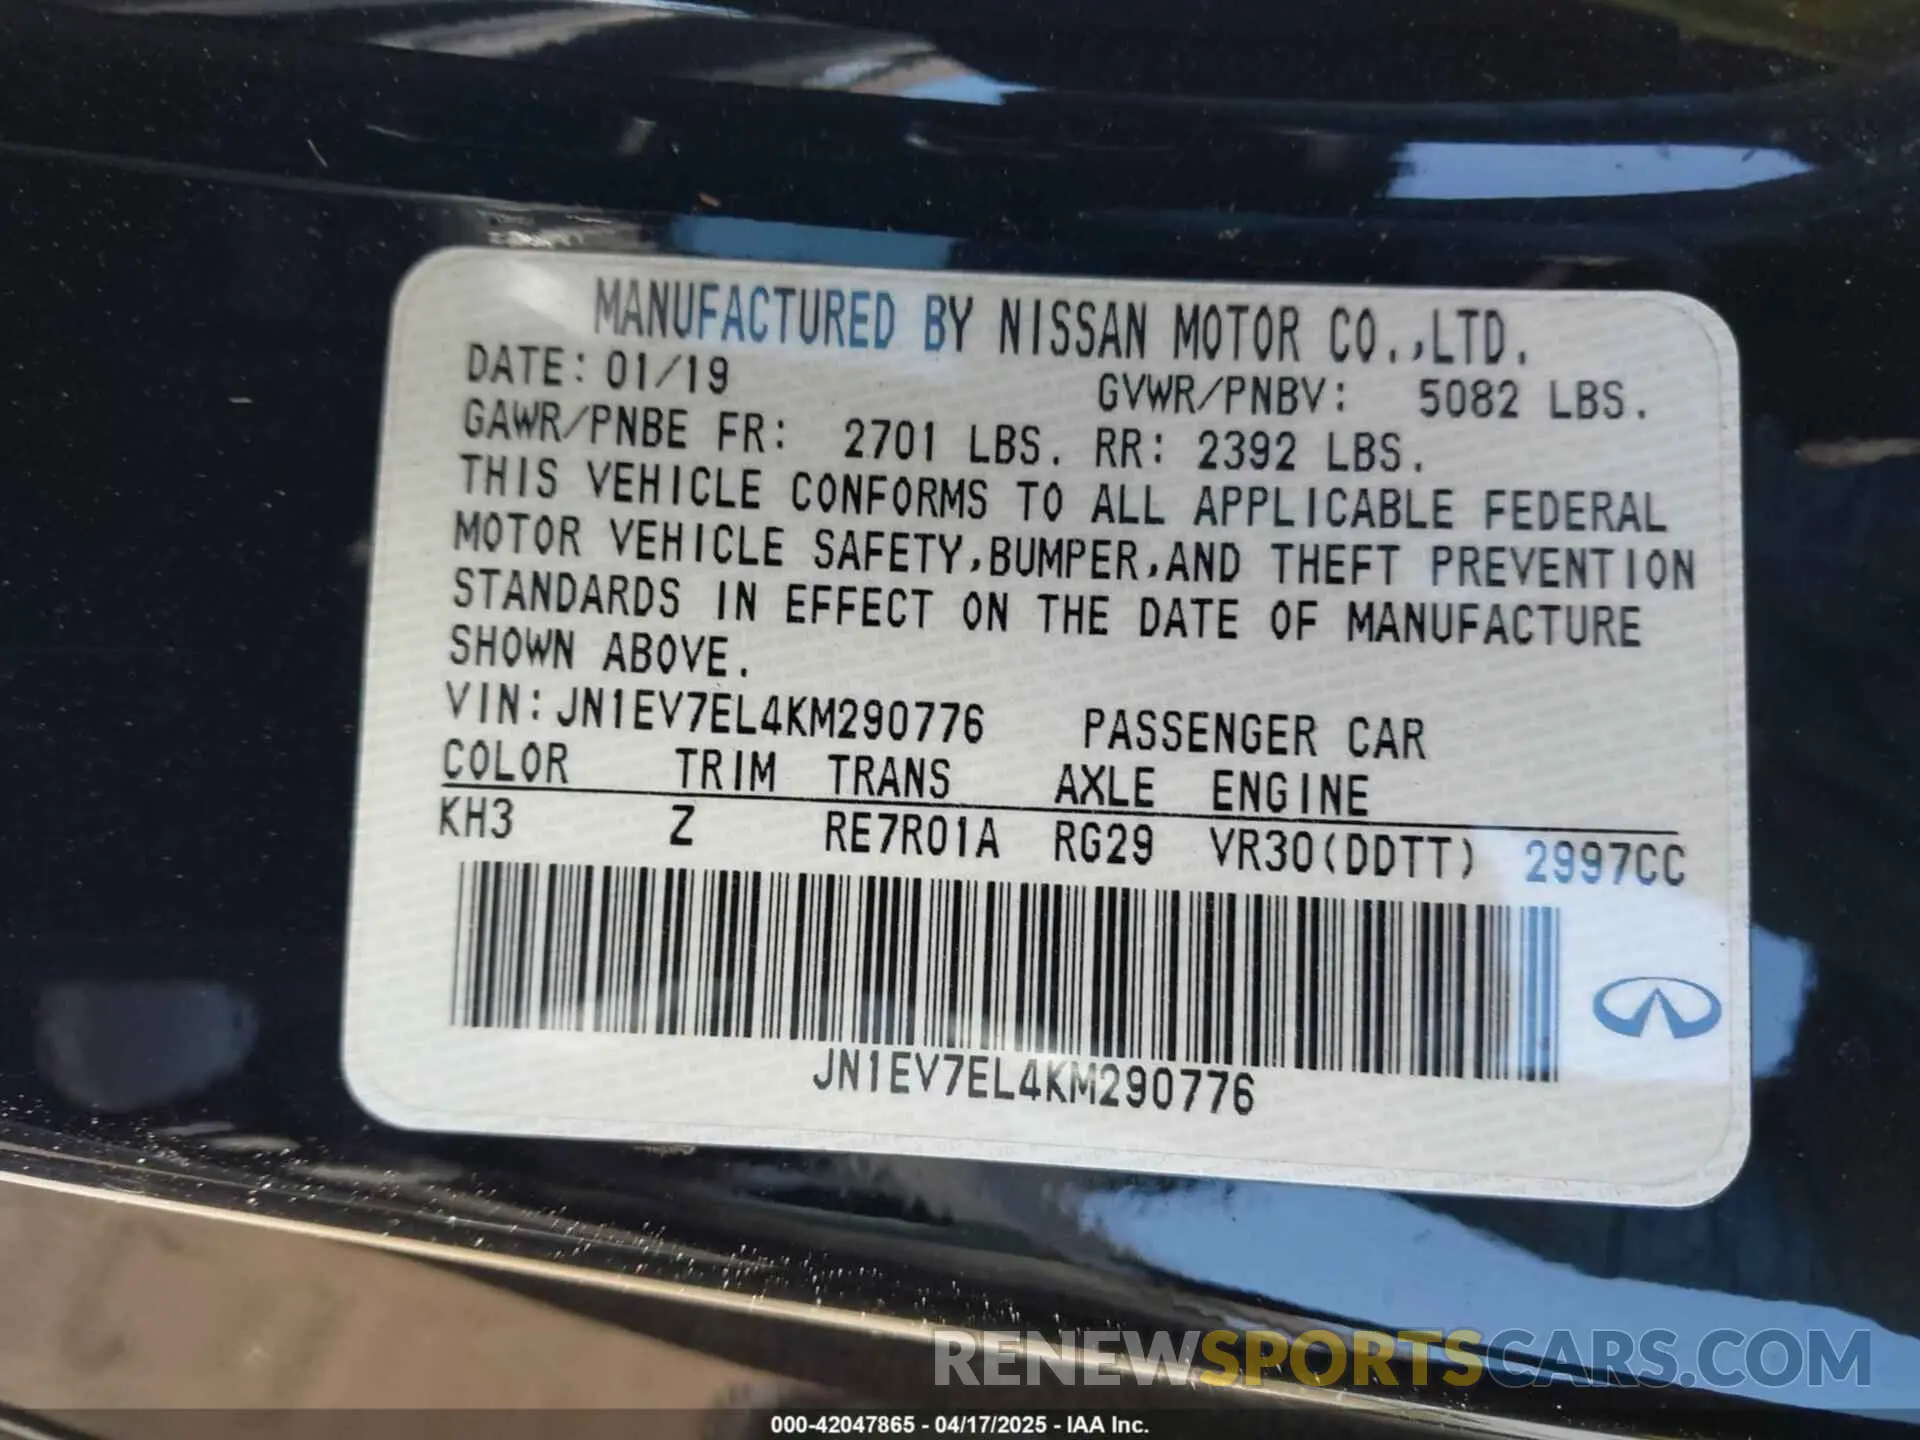 MANUFACTURED BY NISSAN MOTOR CO.,LTD.
DATE: 01/19 GVWR/PNBV: 5082 LBS.
GAWR/PNBE FR: 2701 LBS. RR: 2392 LBS.
THIS VEHICLE CONFORMS TO ALL APPLICABLE FEDERAL
MOTOR VEHICLE SAFETY,BUMPER,AND THEFT PREVENTION
STANDARDS IN EFFECT ON THE DATE OF MANUFACTURE
SHOWN ABOVE.
VIN:JN1EV7EL4KM290776 PASSENGER CAR
COLOR TRIM TRANS AXLE ENGINE
KH3 Z RE7R01A RG29 VR30(DDTT) 2997CC
JN1EV7EL4KM290776
RENEWSPORTSCARS.COM
000-42047865 - 04/17/2025 - IAA Inc.